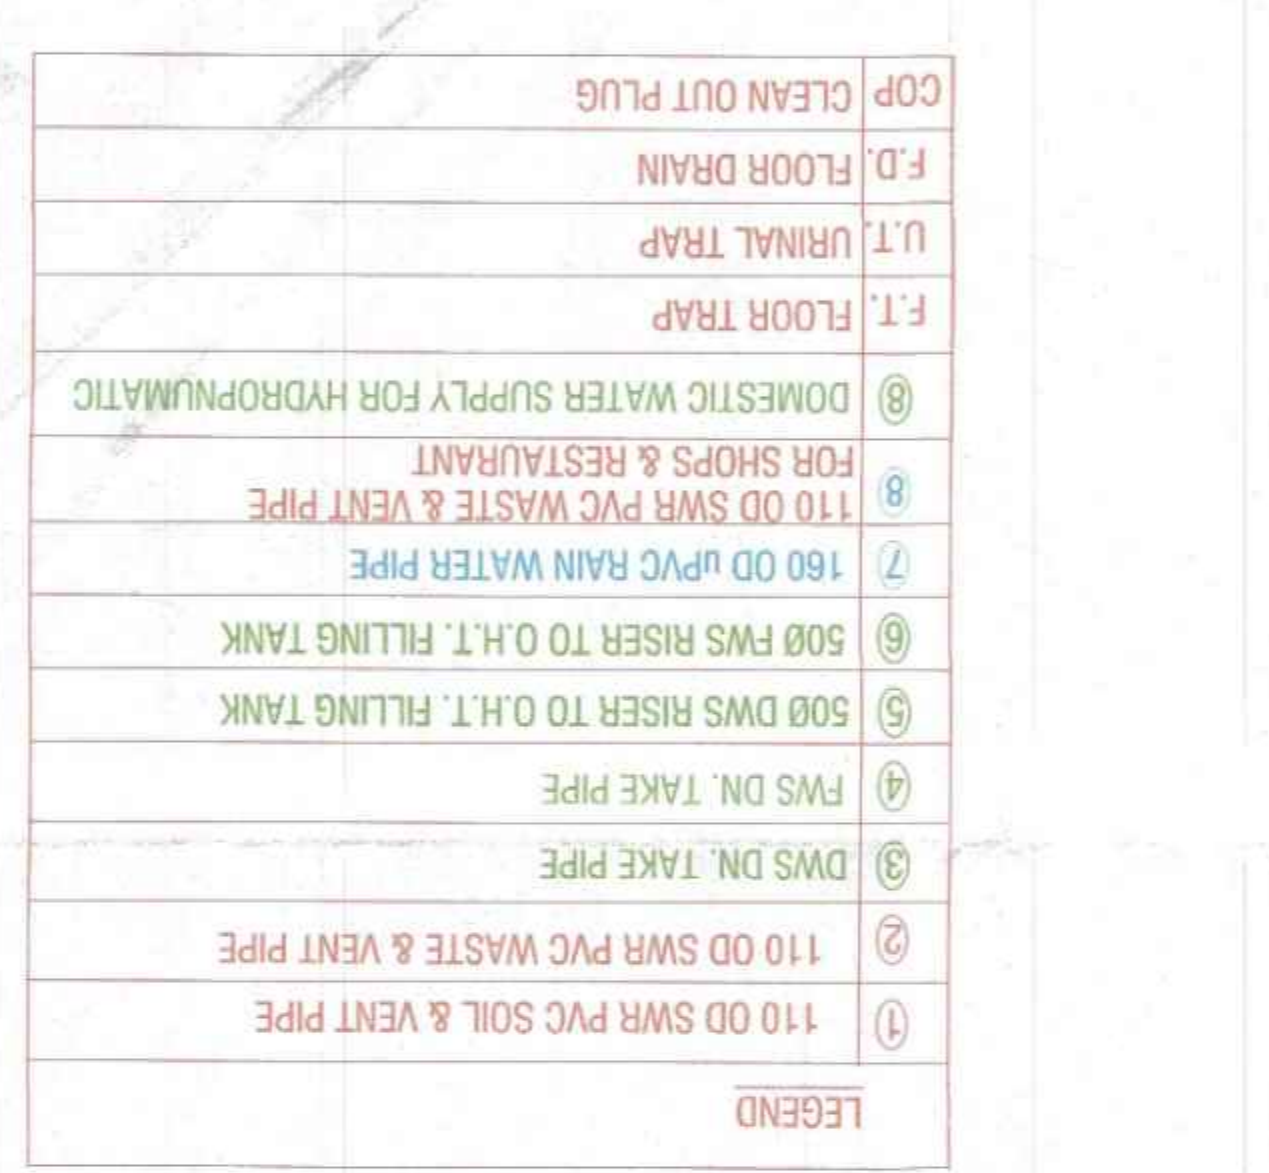 LEGEND
① 110 OD SWR PVC SOIL & VENT PIPE
② 110 OD SWR PVC WASTE & VENT PIPE
③ DWS DN. TAKE PIPE
④ FWS DN. TAKE PIPE
⑤ 50Ø DWS RISER TO O.H.T. FILLING TANK
⑥ 50Ø FWS RISER TO O.H.T. FILLING TANK
⑦ 160 OD uPVC RAIN WATER PIPE
⑧ 110 OD SWR PVC WASTE & VENT PIPE
FOR SHOPS & RESTAURANT
⑧ DOMESTIC WATER SUPPLY FOR HYDROPNUMATIC
F.T. FLOOR TRAP
U.T. URINAL TRAP
F.D. FLOOR DRAIN
COP CLEAN OUT PLUG